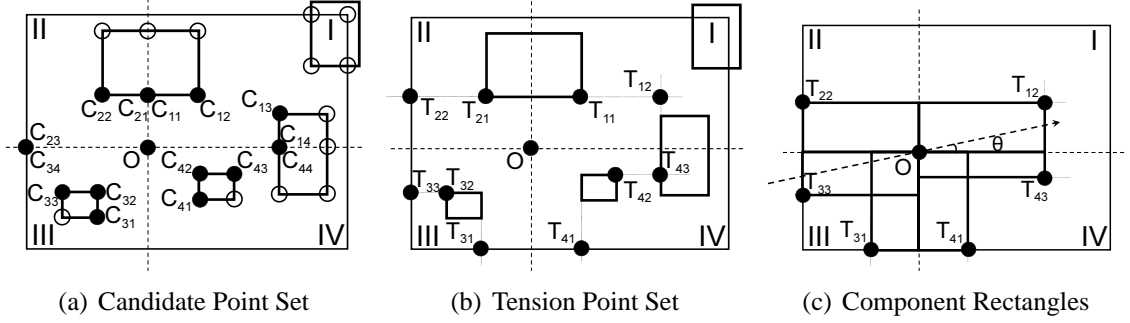 II
I
C22
C21
C11
C12
C13
C14
C23
C34
O
C42
C43
C44
C33
C32
C41
C31
III
IV
(a) Candidate Point Set
II
I
T22
T21
T11
T12
O
T33
T32
T43
T42
T31
T41
III
IV
(b) Tension Point Set
II
I
T22
T12
O
θ
T33
T43
T31
T41
III
IV
(c) Component Rectangles